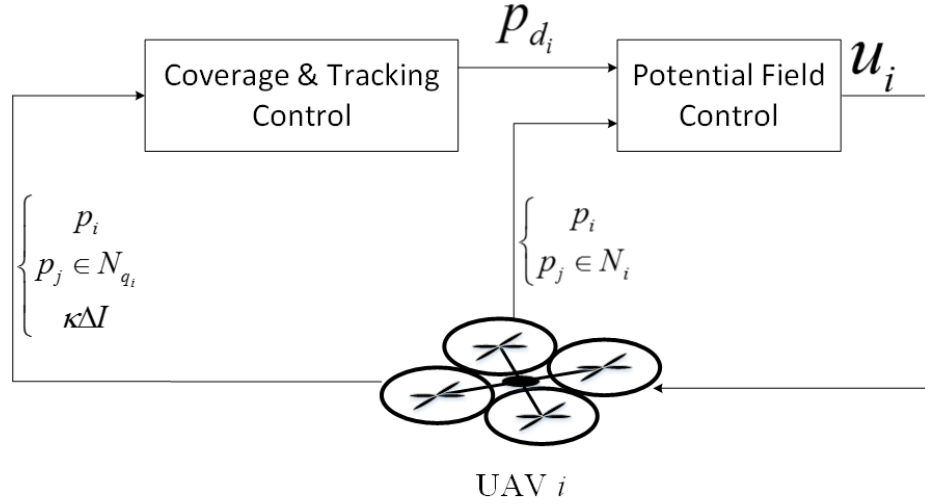 p_{d_i}
Coverage & Tracking
Control
Potential Field
Control
u_i
p_i
p_j ∈ N_{q_i}
κΔI
p_i
p_j ∈ N_i
UAV i